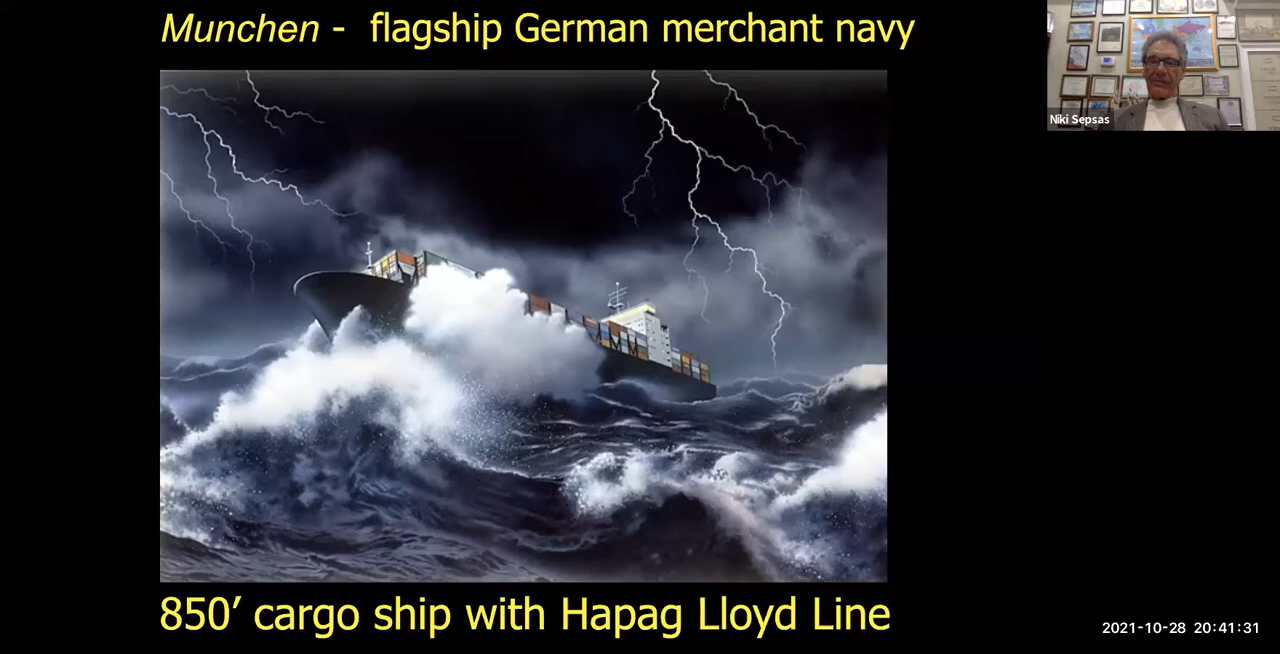 Munchen - flagship German merchant navy
Niki Sepsas
850’ cargo ship with Hapag Lloyd Line
2021-10-28 20:41:31